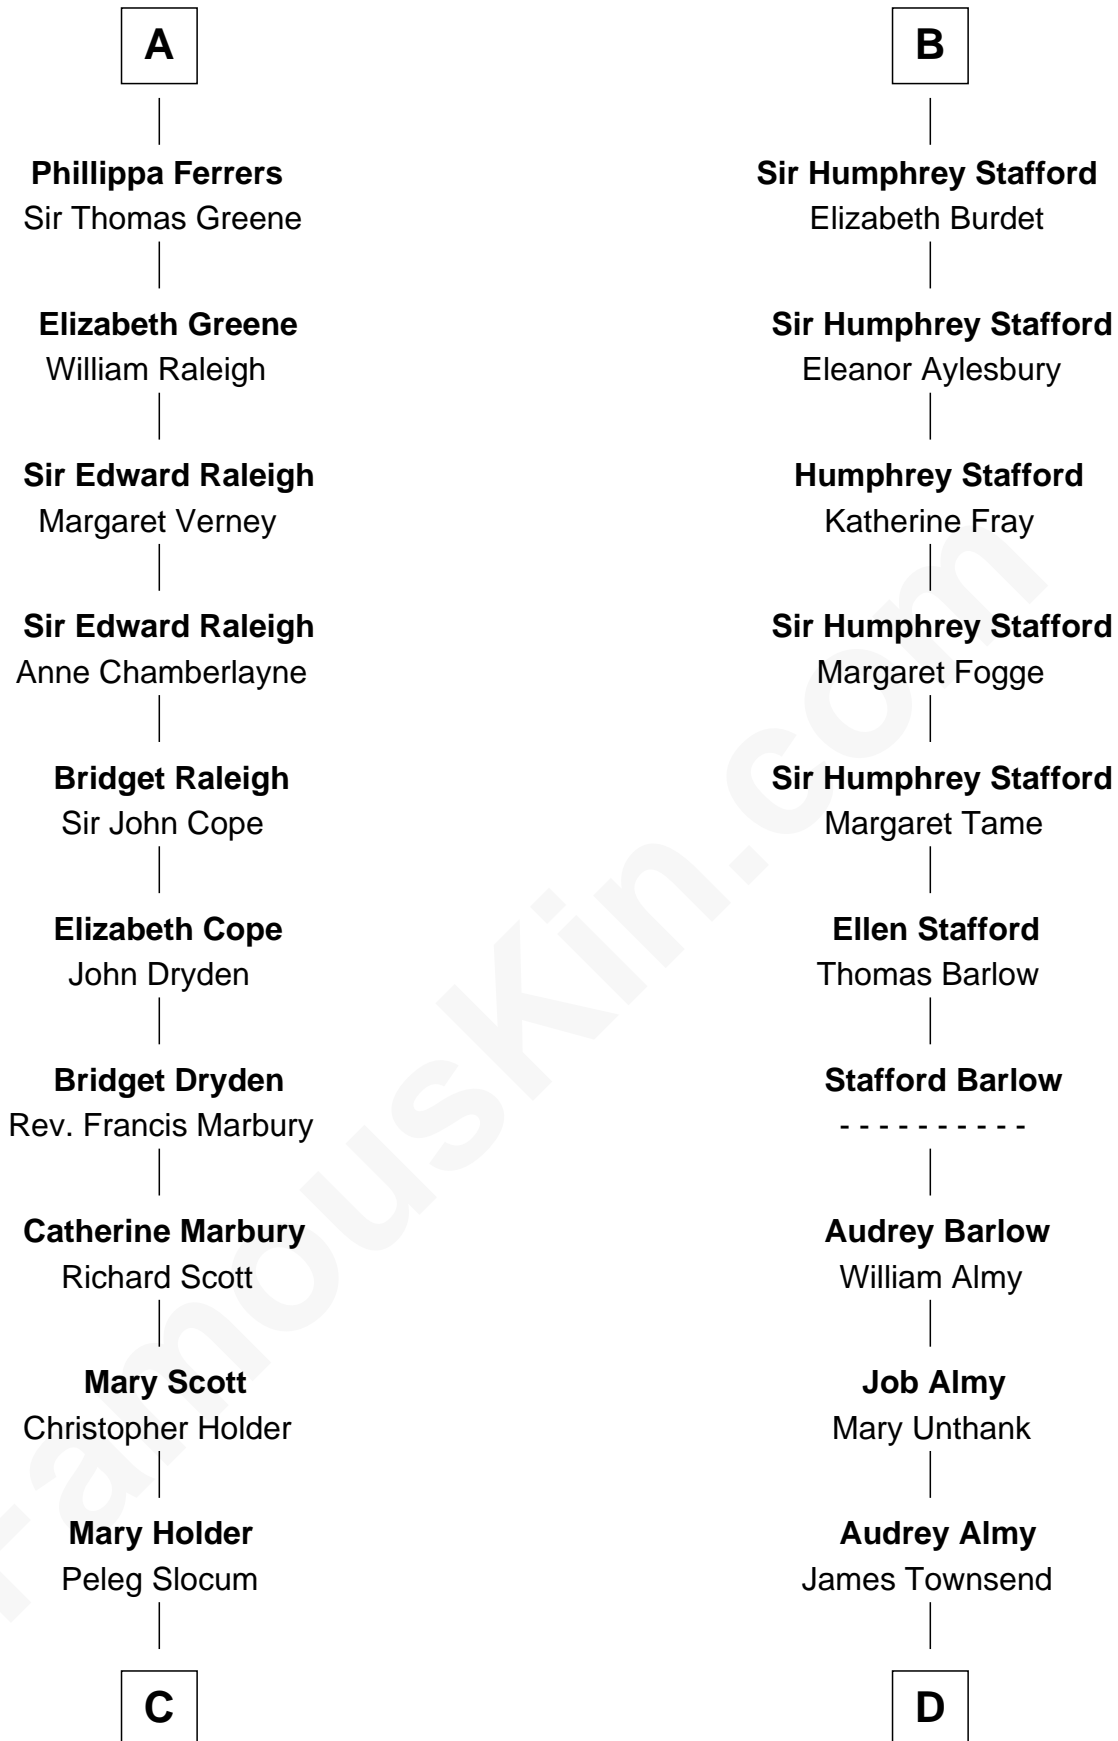 A
Phillippa Ferrers
Sir Thomas Greene
Elizabeth Greene
William Raleigh
Sir Edward Raleigh
Margaret Verney
Sir Edward Raleigh
Anne Chamberlayne
Bridget Raleigh
Sir John Cope
Elizabeth Cope
John Dryden
Bridget Dryden
Rev. Francis Marbury
Catherine Marbury
Richard Scott
Mary Scott
Christopher Holder
Mary Holder
Peleg Slocum
C
B
Sir Humphrey Stafford
Elizabeth Burdet
Sir Humphrey Stafford
Eleanor Aylesbury
Humphrey Stafford
Katherine Fray
Sir Humphrey Stafford
Margaret Fogge
Sir Humphrey Stafford
Margaret Tame
Ellen Stafford
Thomas Barlow
Stafford Barlow
- - - - - - - - - -
Audrey Barlow
William Almy
Job Almy
Mary Unthank
Audrey Almy
James Townsend
D
FamousKin.com